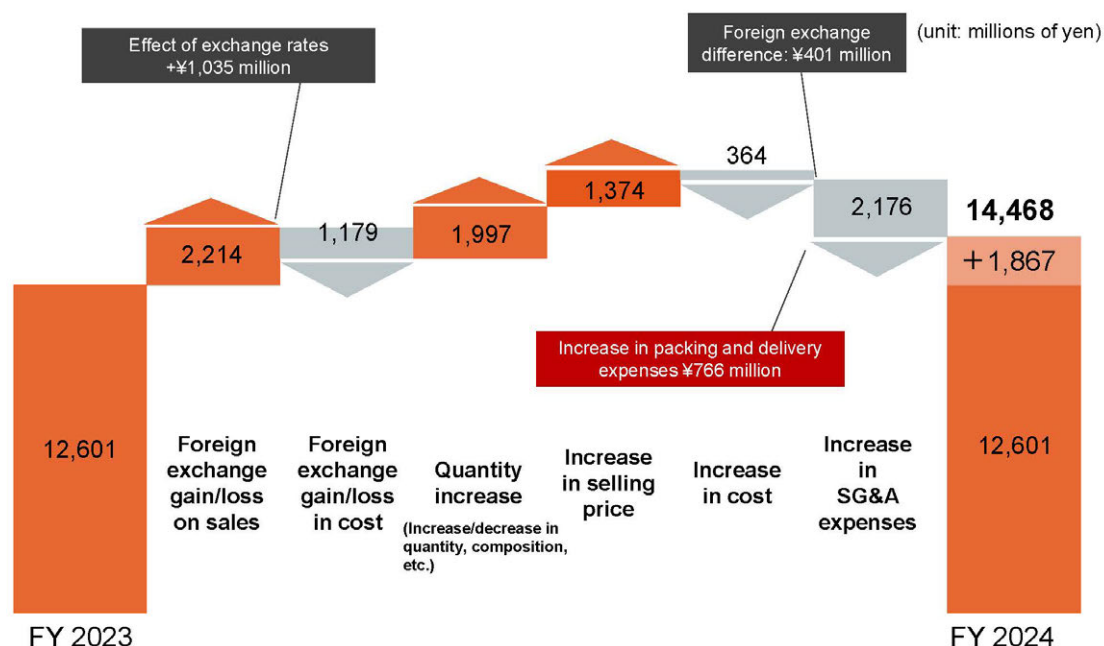 Effect of exchange rates
+¥1,035 million
Foreign exchange
difference: ¥401 million
(unit: millions of yen)
2,214
1,179
1,997
1,374
364
2,176
14,468
+1,867
Increase in packing and delivery
expenses ¥766 million
12,601
Foreign
exchange
gain/loss
on sales
Foreign
exchange
gain/loss
in cost
Quantity
increase
(Increase/decrease in
quantity, composition,
etc.)
Increase
in selling
price
Increase
in cost
Increase
in
SG&A
expenses
12,601
FY 2023
FY 2024